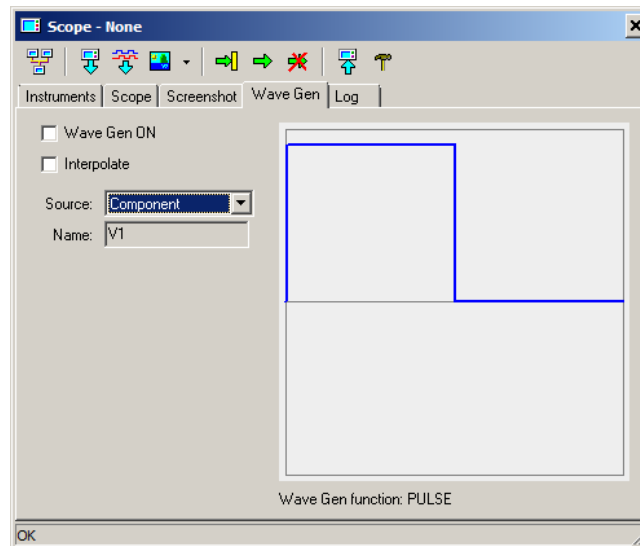 Scope - None
Instruments Scope Screenshot Wave Gen Log
Wave Gen ON
Interpolate
Source: Component
Name: V1
Wave Gen function: PULSE
OK